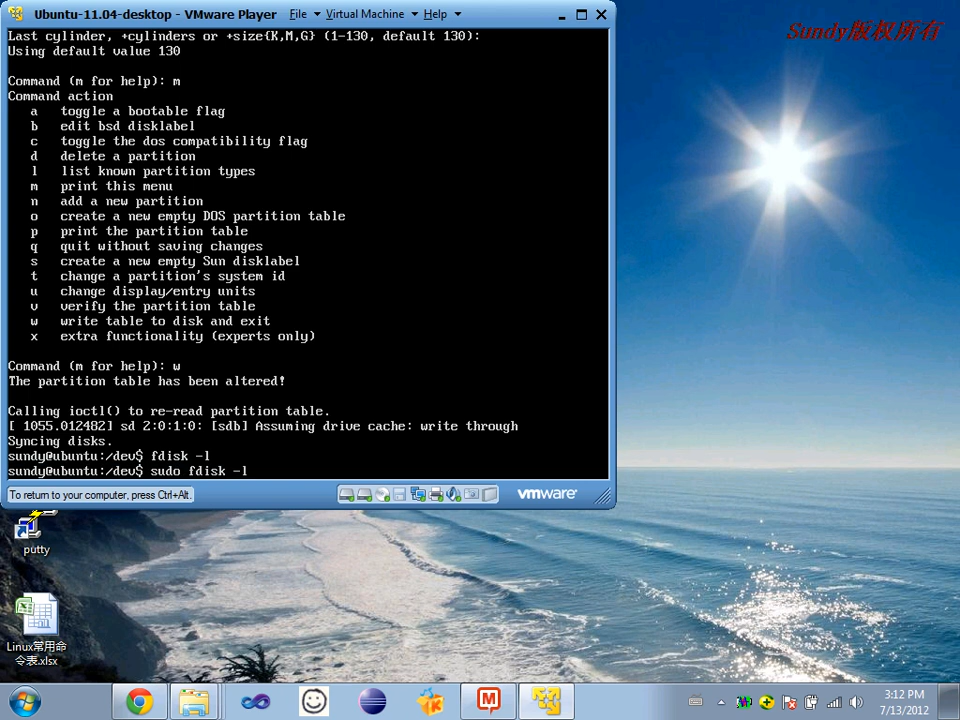 Ubuntu-11.04-desktop - VMware Player File Virtual Machine Help
Sundy版权所有
Last cylinder, +cylinders or +size{K,M,G} (1-130, default 130):
Using default value 130
Command (m for help): m
Command action
a toggle a bootable flag
b edit bsd disklabel
c toggle the dos compatibility flag
d delete a partition
l list known partition types
m print this menu
n add a new partition
o create a new empty DOS partition table
p print the partition table
q quit without saving changes
s create a new empty Sun disklabel
t change a partition's system id
u change display/entry units
v verify the partition table
w write table to disk and exit
x extra functionality (experts only)
Command (m for help): w
The partition table has been altered!
Calling ioctl() to re-read partition table.
[ 1055.012482] sd 2:0:1:0: [sdb] Assuming drive cache: write through
Syncing disks.
sundy@ubuntu:/dev$ fdisk -l
sundy@ubuntu:/dev$ sudo fdisk -l
To return to your computer, press Ctrl+Alt.
vmware
putty
Linux常用命
令表.xlsx
3:12 PM
7/13/2012